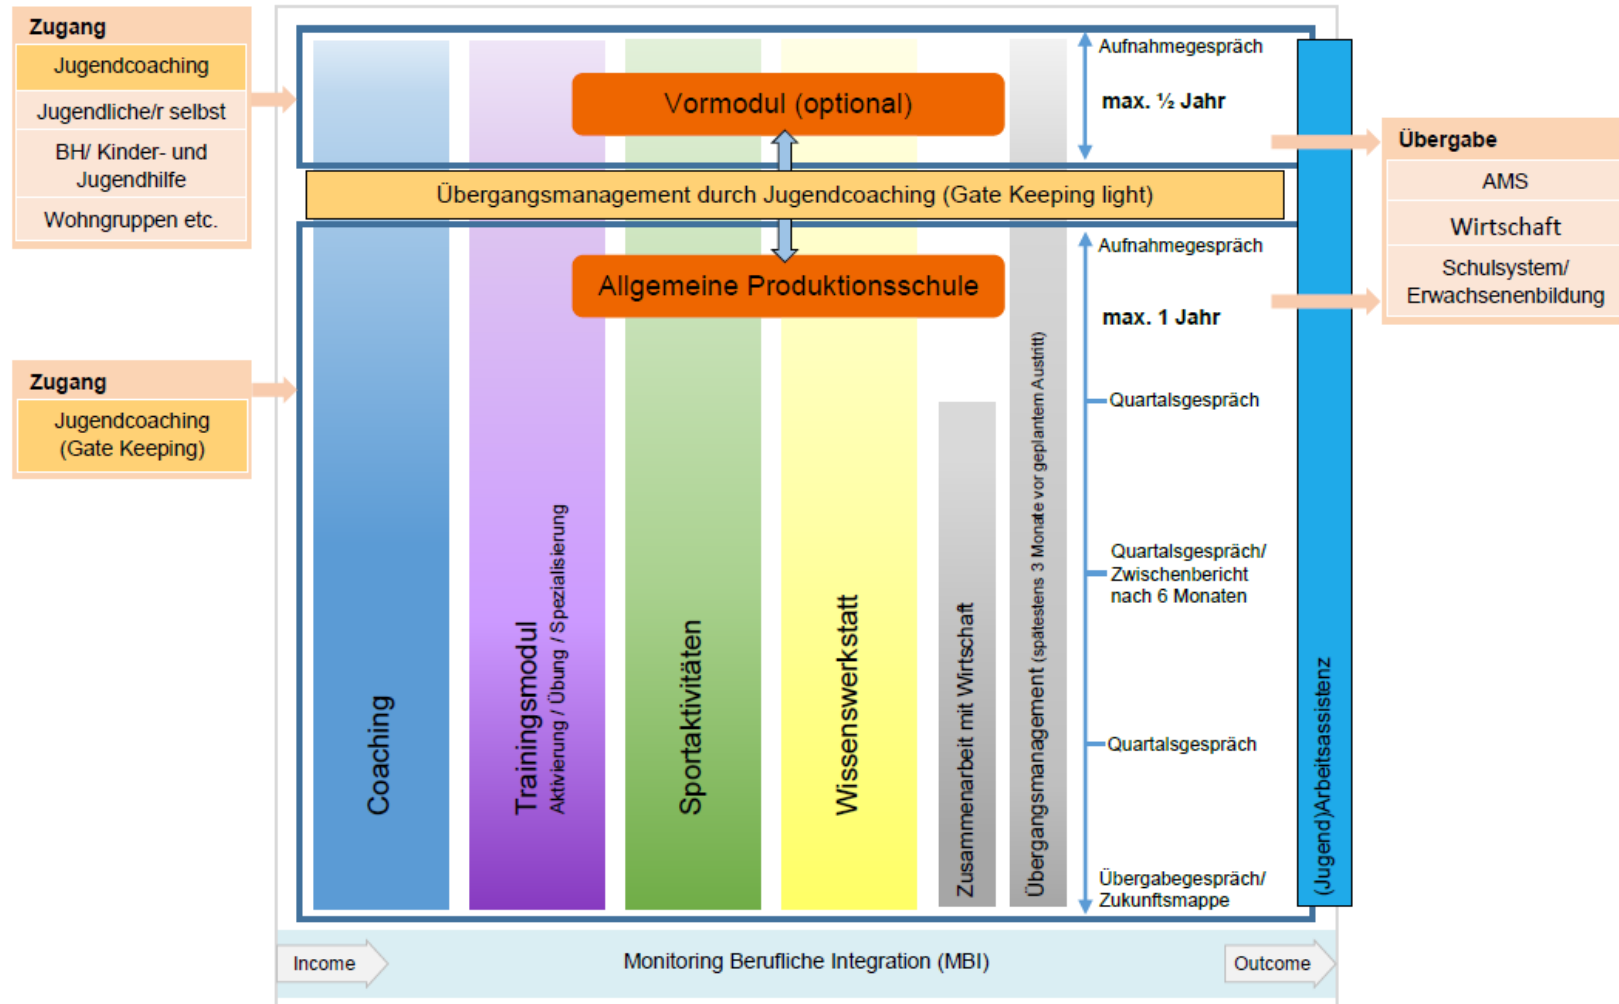 Zugang
Jugendcoaching
Jugendliche/r selbst
BH/ Kinder- und
Jugendhilfe
Wohngruppen etc.
Zugang
Jugendcoaching
(Gate Keeping)
Vormodul (optional)
Übergangsmanagement durch Jugendcoaching (Gate Keeping light)
Allgemeine Produktionsschule
Coaching
Trainingsmodul
Aktivierung / Übung / Spezialisierung
Sportaktivitäten
Wissenswerkstatt
Zusammenarbeit mit Wirtschaft
Übergangsmanagement (spätestens 3 Monate vor geplantem Austritt)
Aufnahmegespräch
max. ½ Jahr
Aufnahmegespräch
max. 1 Jahr
Quartalsgespräch
Quartalsgespräch/
Zwischenbericht
nach 6 Monaten
Quartalsgespräch
Übergabegespräch/
Zukunftsmappe
(Jugend)Arbeitsassistenz
Übergabe
AMS
Wirtschaft
Schulsystem/
Erwachsenenbildung
Income
Monitoring Berufliche Integration (MBI)
Outcome